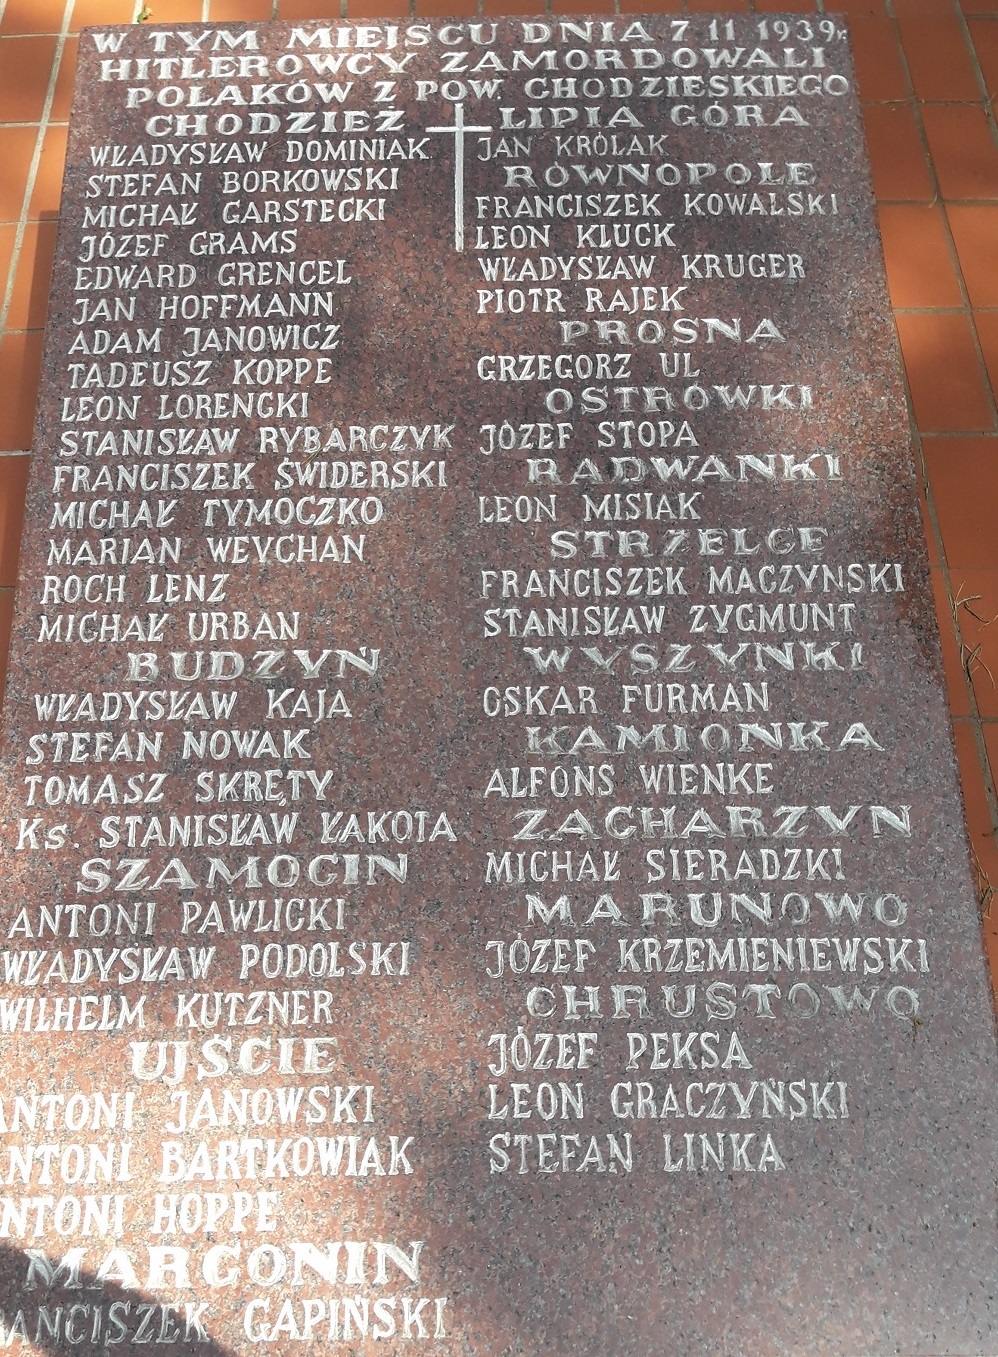 W TYM MIEJSCU DNIA 7 11 1939r.
HITLEROWCY ZAMORDOWALI
POLAKÓW Z POW. CHODZIESKIEGO
CHODZIEŻ
WŁADYSŁAW DOMINIAK
STEFAN BORKOWSKI
MICHAŁ GARSTECKI
JÓZEF GRAMS
EDWARD GRENCEL
JAN HOFFMANN
ADAM JANOWICZ
TADEUSZ KOPPE
LEON LORENCKI
STANISŁAW RYBARCZYK
FRANCISZEK ŚWIDERSKI
MICHAŁ TYMOCZKO
MARIAN WEYCHAN
ROCH LENZ
MICHAŁ URBAN
BUDZYŃ
WŁADYSŁAW KAJA
STEFAN NOWAK
TOMASZ SKRĘTY
Ks. STANISŁAW ŁAKOTA
SZAMOCIN
ANTONI PAWLICKI
WŁADYSŁAW PODOLSKI
WILHELM KUTZNER
UJŚCIE
ANTONI JANOWSKI
ANTONI BARTKOWIAK
ANTONI HOPPE
MARGONIN
FRANCISZEK GAPIŃSKI
LIPIA GÓRA
JAN KRÓLAK
RÓWNOPOLE
FRANCISZEK KOWALSKI
LEON KLUCK
WŁADYSŁAW KRUGER
PIOTR RAJEK
PROSNA
GRZEGORZ UL
OSTRÓWKI
JÓZEF STOPA
RADWANKI
LEON MISIAK
STRZELCE
FRANCISZEK MACZYŃSKI
STANISŁAW ZYGMUNT
WYSZYNKI
OSKAR FURMAN
KAMIONKA
ALFONS WIENKE
ZACHARZYN
MICHAŁ SIERADZKI
MARUNOWO
JÓZEF KRZEMIENIEWSKI
CHRUSTOWO
JÓZEF PEKSA
LEON GRACZYŃSKI
STEFAN LINKA